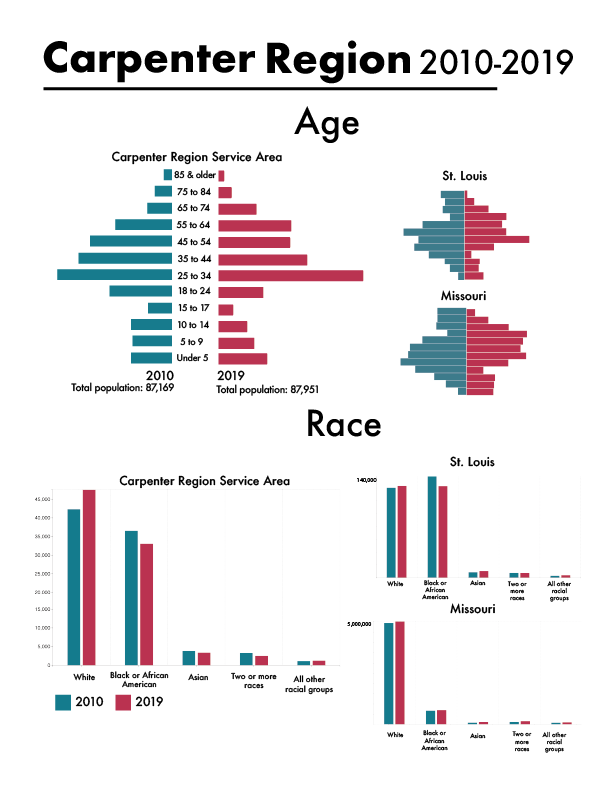 Carpenter Region 2010-2019
Age
Carpenter Region Service Area
85 & older
75 to 84
65 to 74
55 to 64
45 to 54
35 to 44
25 to 34
18 to 24
15 to 17
10 to 14
5 to 9
Under 5
2010
2019
Total population: 87,169
Total population: 87,951
St. Louis
Missouri
Race
Carpenter Region Service Area
45,000
40,000
35,000
30,000
25,000
20,000
15,000
10,000
5,000
0
White
Black or African
American
Asian
Two or more
races
All other
racial groups
2010
2019
St. Louis
140,000
White
Black or
African
American
Asian
Two or
more
races
All other
racial
groups
Missouri
5,000,000
White
Black or
African
American
Asian
Two or
more
races
All other
racial
groups